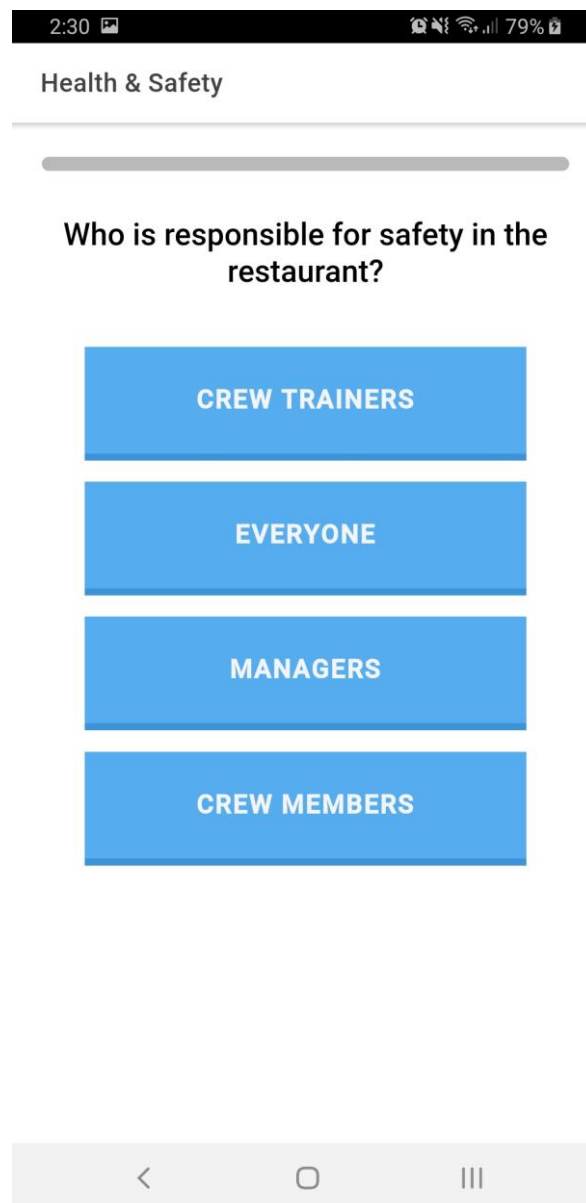 2:30 79%
Health & Safety
Who is responsible for safety in the
restaurant?
CREW TRAINERS
EVERYONE
MANAGERS
CREW MEMBERS